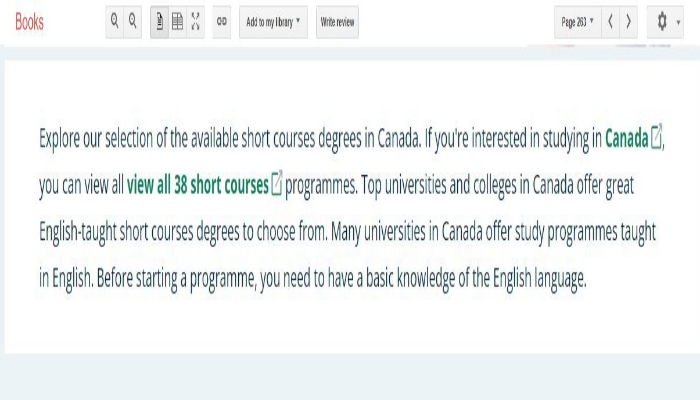 Books Add to my library Write review Page 263
Explore our selection of the available short courses degrees in Canada. If you're interested in studying in Canada,
you can view all view all 38 short courses programmes. Top universities and colleges in Canada offer great
English-taught short courses degrees to choose from. Many universities in Canada offer study programmes taught
in English. Before starting a programme, you need to have a basic knowledge of the English language.